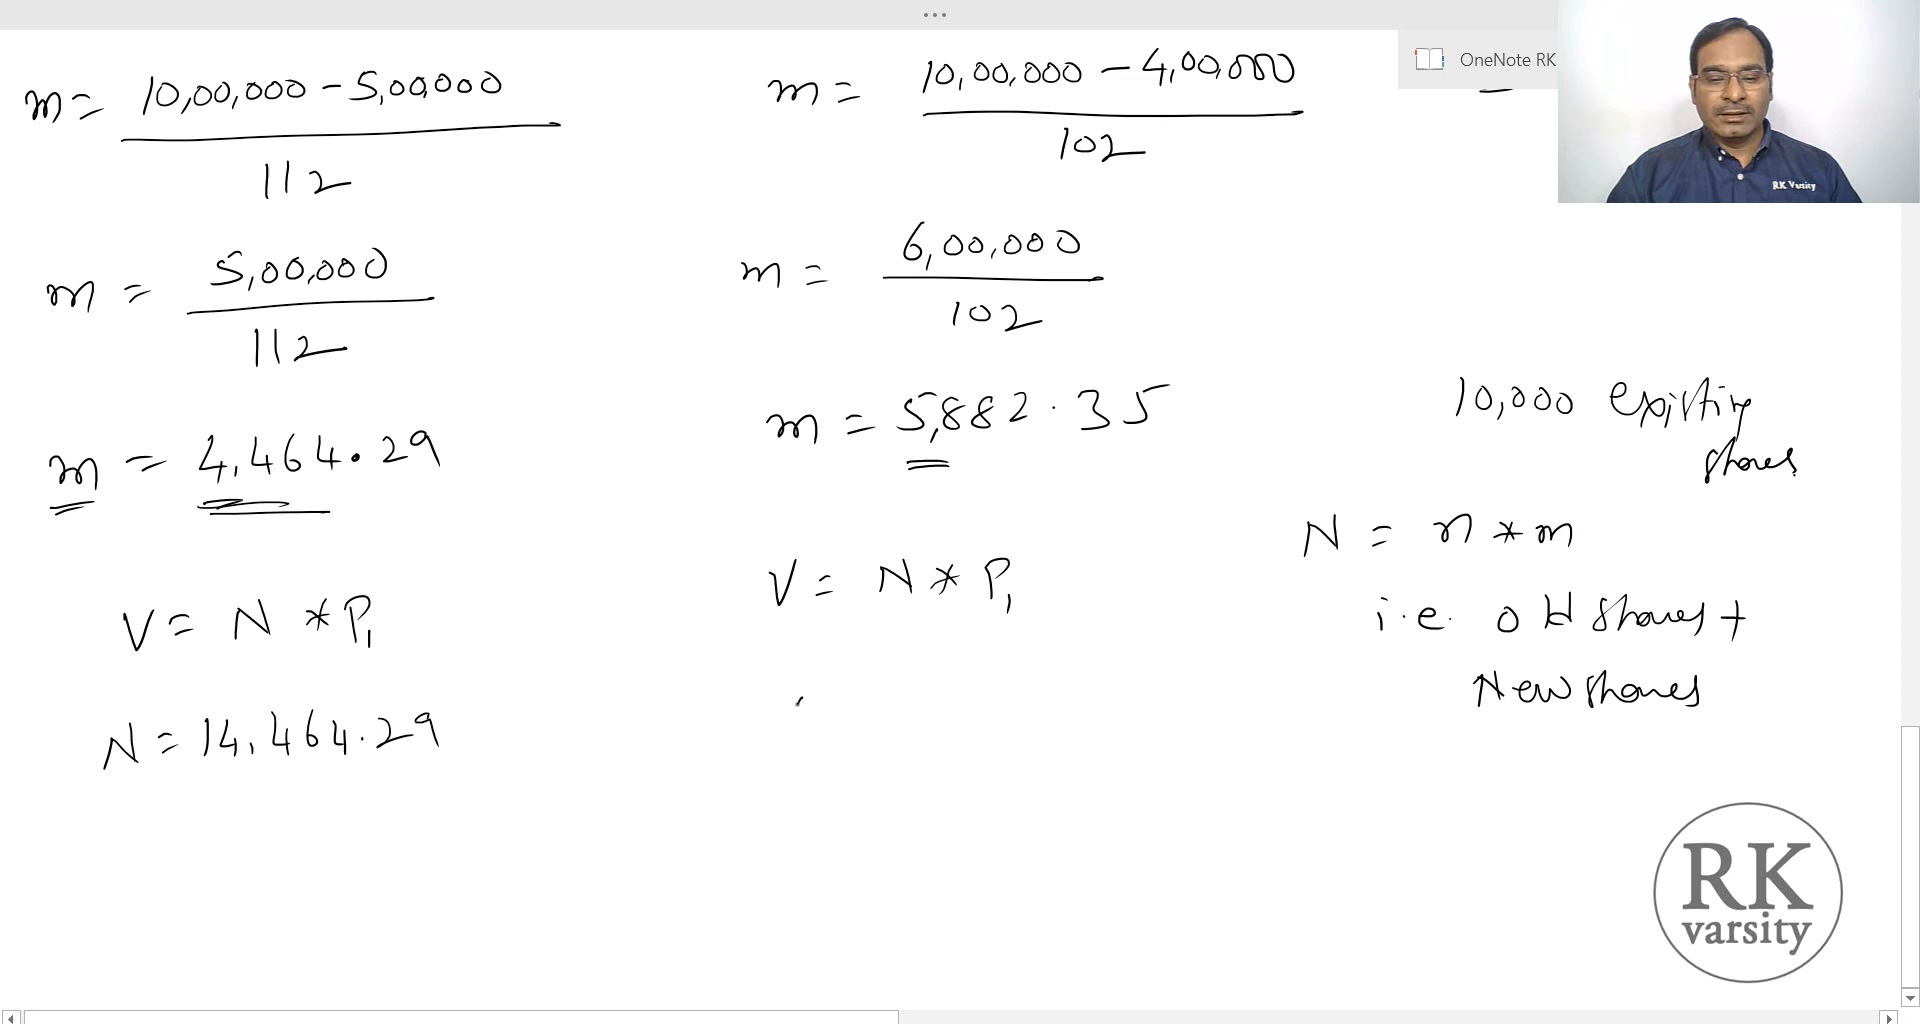 OneNote RK
RK Varsity
m = 10,00,000 - 5,00,000
112
m = 5,00,000
112
m = 4,464.29
V = N * P1
N = 14,464.29
m = 10,00,000 - 4,00,000
102
m = 6,00,000
102
m = 5,882.35
V = N * P1
10,000 existing
shares
N = n * m
i.e. old shares +
New shares
RK
varsity